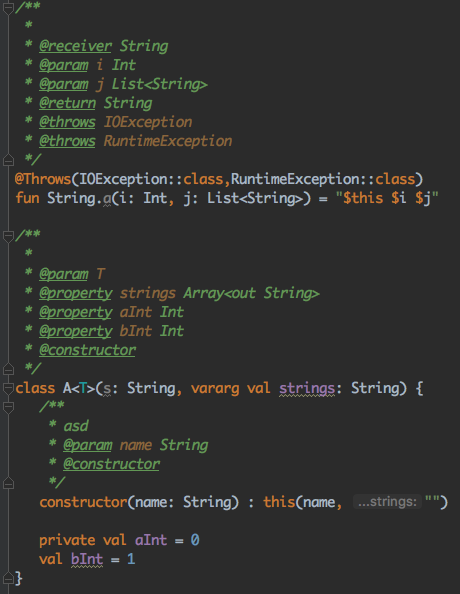 /**
 *
 * @receiver String
 * @param i Int
 * @param j List<String>
 * @return String
 * @throws IOException
 * @throws RuntimeException
 */
@Throws(IOException::class,RuntimeException::class)
fun String.a(i: Int, j: List<String>) = "$this $i $j"

/**
 *
 * @param T
 * @property strings Array<out String>
 * @property aInt Int
 * @property bInt Int
 * @constructor
 */
class A<T>(s: String, vararg val strings: String) {
    /**
     * asd
     * @param name String
     * @constructor
     */
    constructor(name: String) : this(name, ...strings: "")

    private val aInt = 0
    val bInt = 1
}